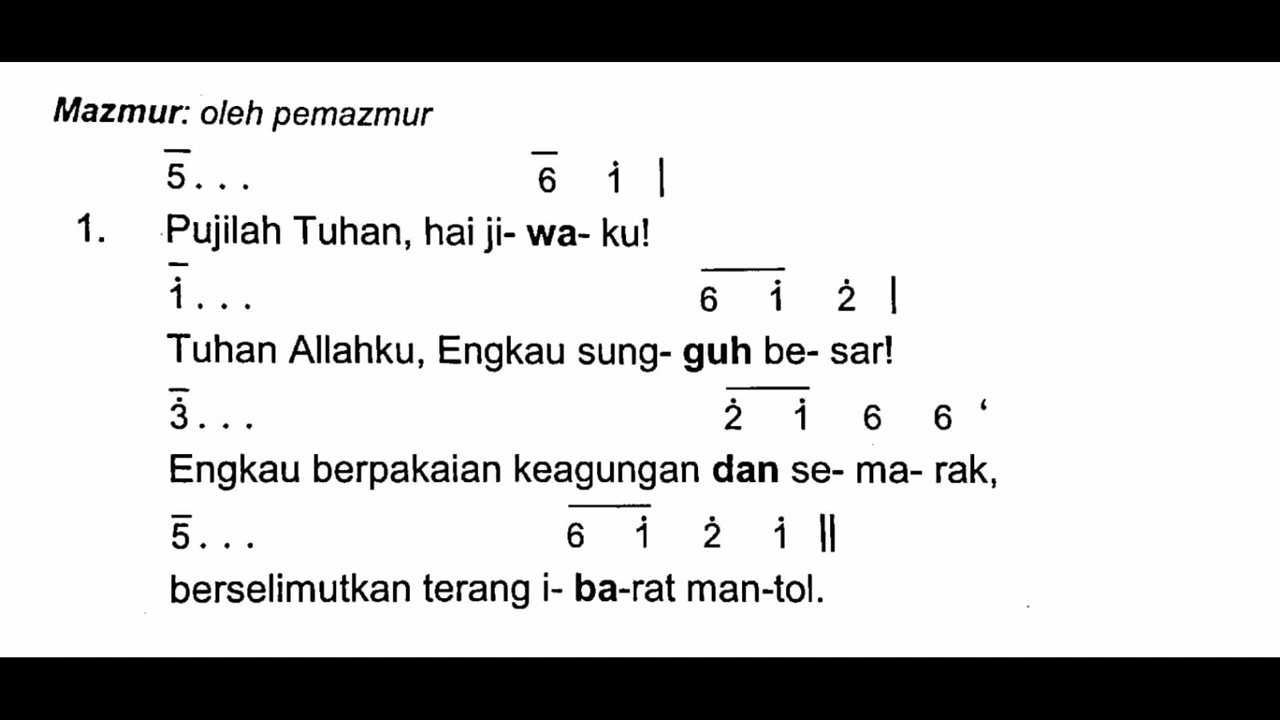 Mazmur: oleh pemazmur
5̅. . . 6̅ 1̇ |
1. Pujilah Tuhan, hai ji- wa- ku!
1̇̅. . . 6̅ 1̇̅ 2̇ |
Tuhan Allahku, Engkau sung- guh be- sar!
3̇̅. . . 2̇̅ 1̇̅ 6 6 ‘
Engkau berpakaian keagungan dan se- ma- rak,
5̅. . . 6̅ 1̇̅ 2̇ 1̇ ||
berselimutkan terang i- ba-rat man-tol.